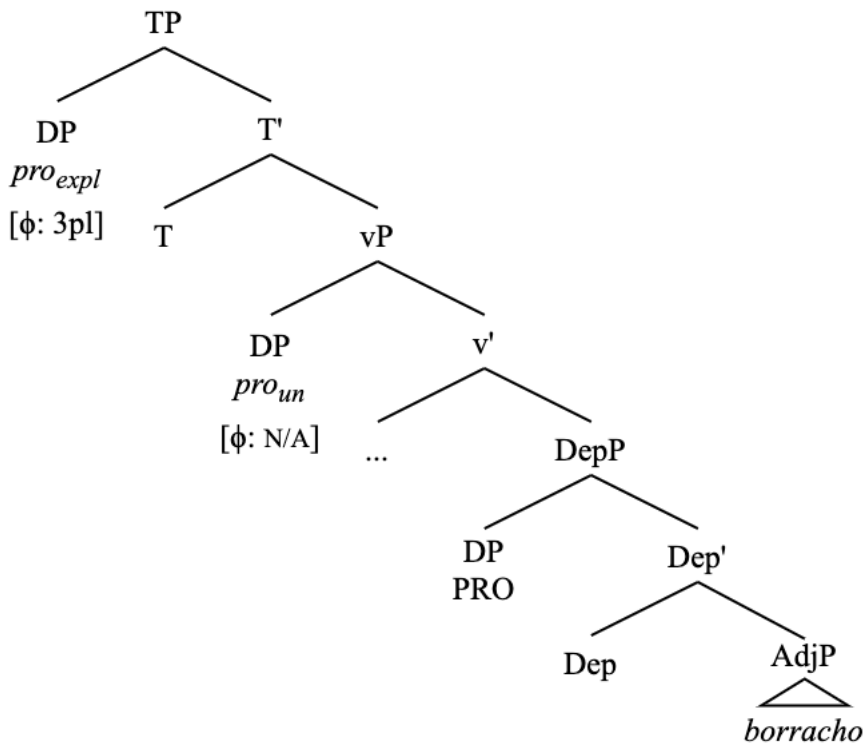 TP
DP T'
pro_expl
[ϕ: 3pl] T vP
DP v'
pro_un
[ϕ: N/A] ... DepP
DP Dep'
PRO
Dep AdjP
borracho